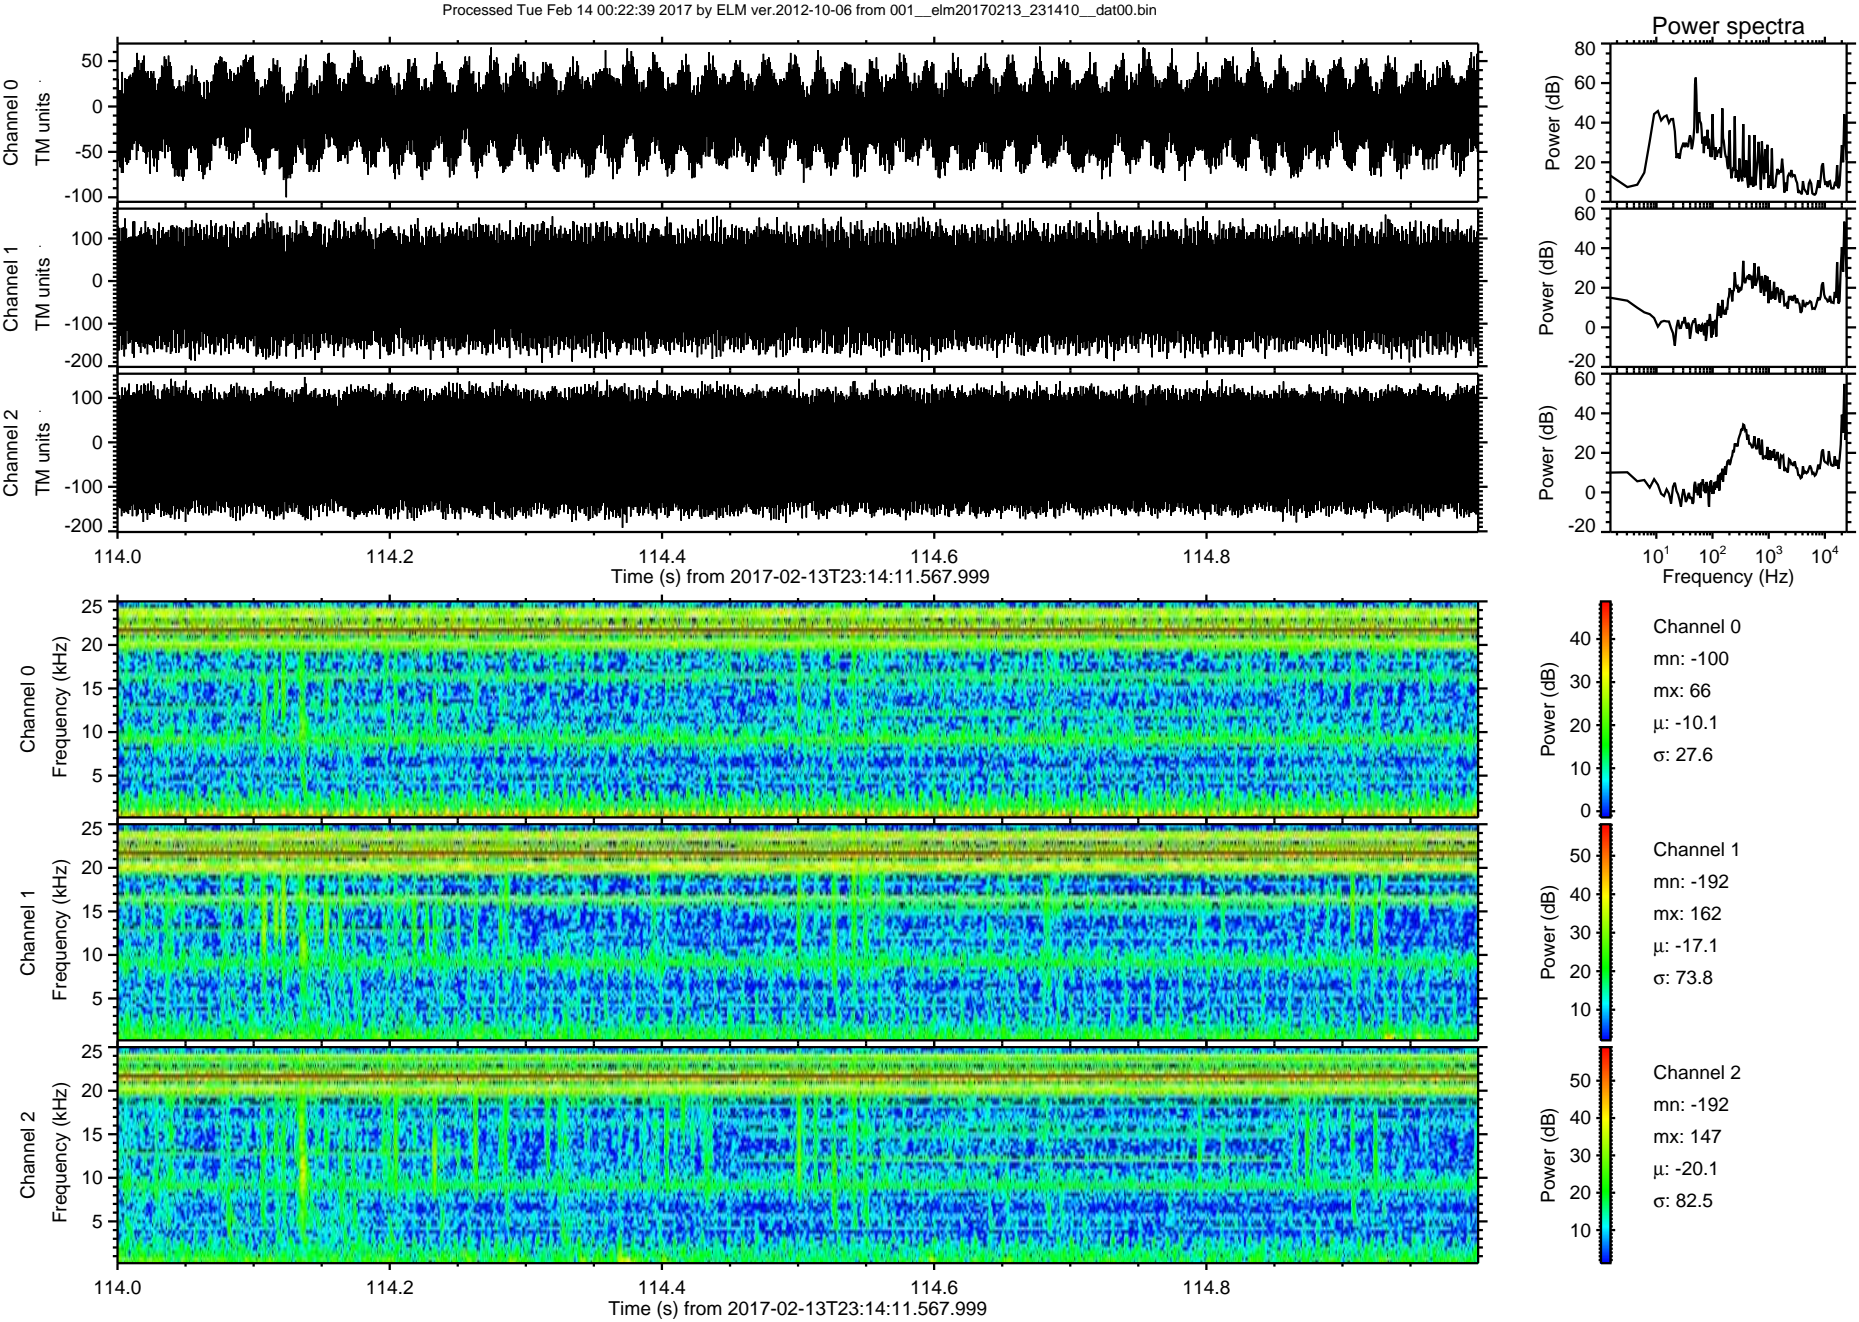 Processed Tue Feb 14 00:22:39 2017 by ELM ver.2012-10-06 from 001__elm20170213_231410__dat00.bin
Power spectra
Channel 0
TM units
50
0
-50
-100
Power (dB)
80
60
40
20
0
Channel 1
TM units
100
0
-100
-200
Power (dB)
60
40
20
0
-20
Channel 2
TM units
100
0
-100
-200
Power (dB)
60
40
20
0
-20
114.0 114.2 114.4 114.6 114.8
Time (s) from 2017-02-13T23:14:11.567.999
10¹ 10² 10³ 10⁴
Frequency (Hz)
Channel 0
Frequency (kHz)
25
20
15
10
5
Power (dB)
40
30
20
10
0
Channel 0
mn: -100
mx: 66
μ: -10.1
σ: 27.6
Channel 1
Frequency (kHz)
25
20
15
10
5
Power (dB)
50
40
30
20
10
Channel 1
mn: -192
mx: 162
μ: -17.1
σ: 73.8
Channel 2
Frequency (kHz)
25
20
15
10
5
Power (dB)
50
40
30
20
10
Channel 2
mn: -192
mx: 147
μ: -20.1
σ: 82.5
114.0 114.2 114.4 114.6 114.8
Time (s) from 2017-02-13T23:14:11.567.999